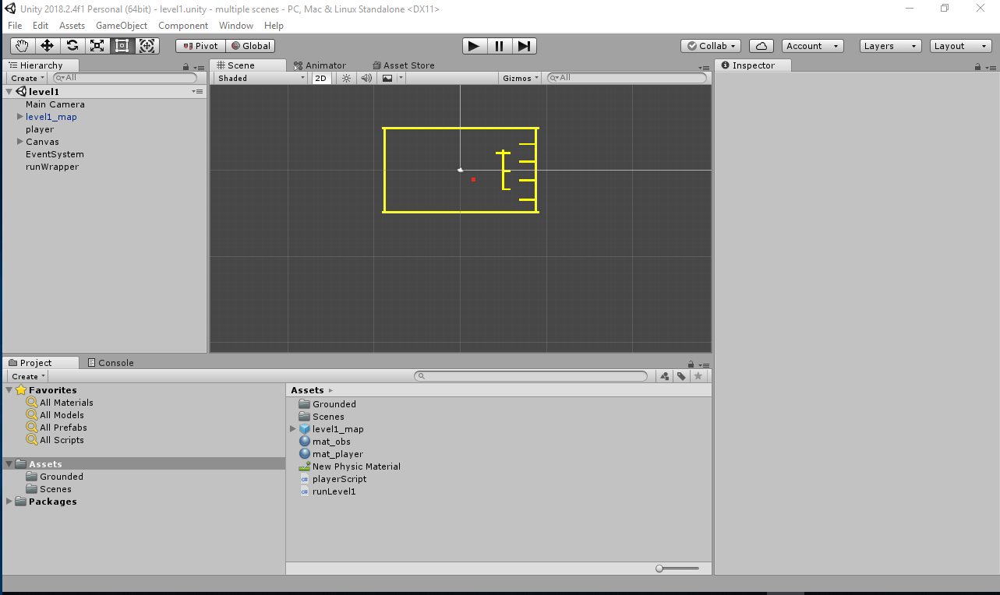 Unity 2018.2.4f1 Personal (64bit) - level1.unity - multiple scenes - PC, Mac & Linux Standalone <DX11>
File Edit Assets GameObject Component Window Help
Pivot Global Collab Account Layers Layout
Hierarchy Scene Animator Asset Store Inspector
Create All Shaded 2D Gizmos All
level1
Main Camera
level1_map
player
Canvas
EventSystem
runWrapper
Project Console
Create
Favorites Assets
All Materials Grounded
All Models Scenes
All Prefabs level1_map
All Scripts mat_obs
mat_player
Assets New Physic Material
Grounded playerScript
Scenes runLevel1
Packages